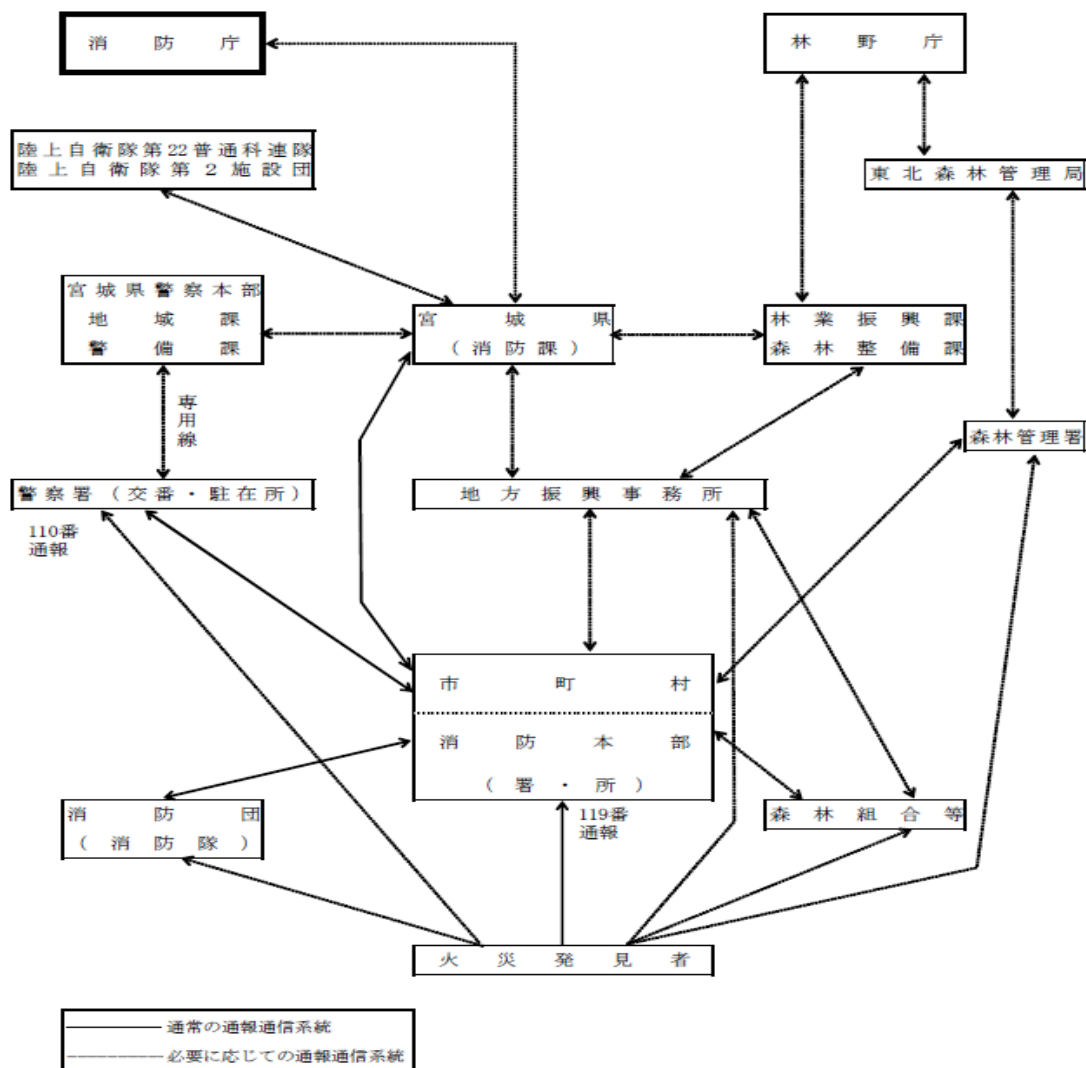 消防庁
林野庁
陸上自衛隊第22普通科連隊
陸上自衛隊第2施設団
東北森林管理局
宮城県警察本部
地域課
警備課
宮城県
(消防課)
林業振興課
森林整備課
専用線
森林管理署
警察署(交番・駐在所)
地方振興事務所
110番
通報
市町村
消防本部
(署・所)
119番
通報
消防団
(消防隊)
森林組合等
火災発見者
通常の通報通信系統
必要に応じての通報通信系統